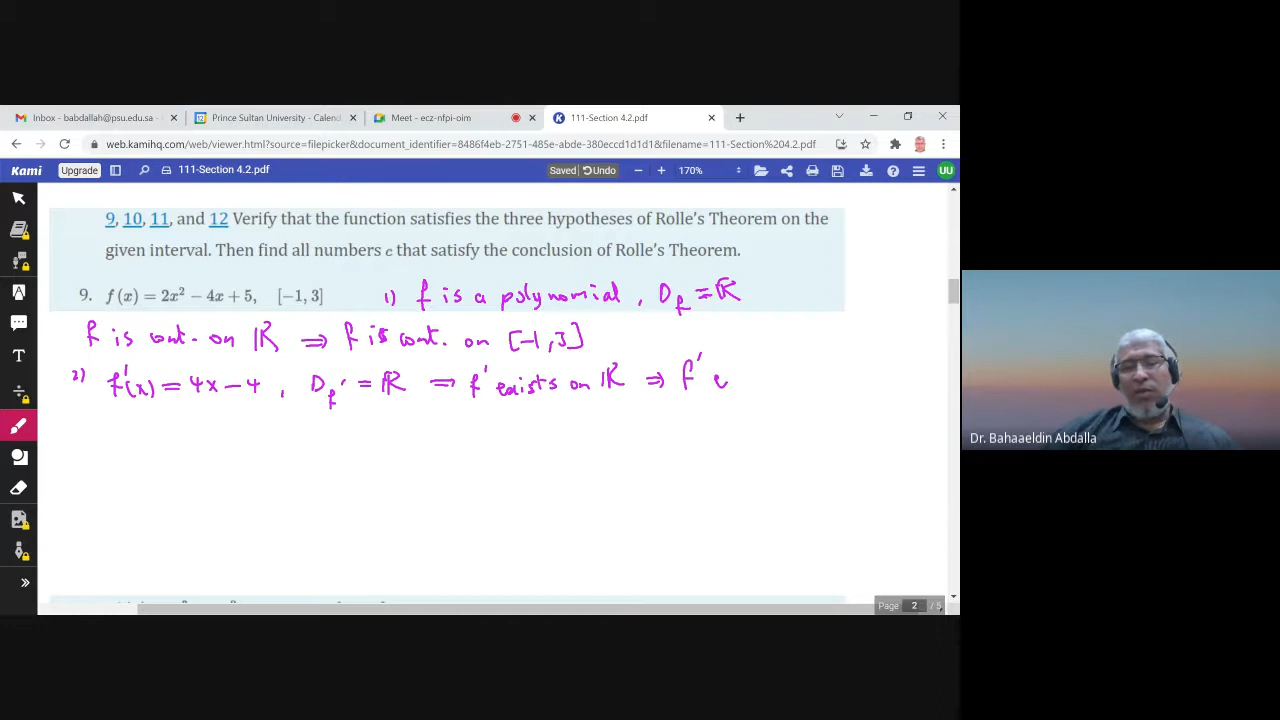 Inbox - babdallah@psu.edu.sa -
Prince Sultan University - Calend
Meet - ecz-nfpi-oim
111-Section 4.2.pdf
web.kamihq.com/web/viewer.html?source=filepicker&document_identifier=8486f4eb-2751-485e-abde-380eccd1d1d1&filename=111-Section%204.2.pdf
Kami Upgrade 111-Section 4.2.pdf Saved Undo 170% UU
9, 10, 11, and 12 Verify that the function satisfies the three hypotheses of Rolle's Theorem on the
given interval. Then find all numbers c that satisfy the conclusion of Rolle's Theorem.
9. f(x) = 2x² − 4x + 5, [−1, 3] 1) f is a polynomial, D_f = ℝ
f is cont. on ℝ ⇒ f is cont. on [-1,3]
2) f'(x) = 4x − 4, D_f' = ℝ ⇒ f' exists on ℝ ⇒ f' e
Dr. Bahaaeldin Abdalla
Page 2 / 5